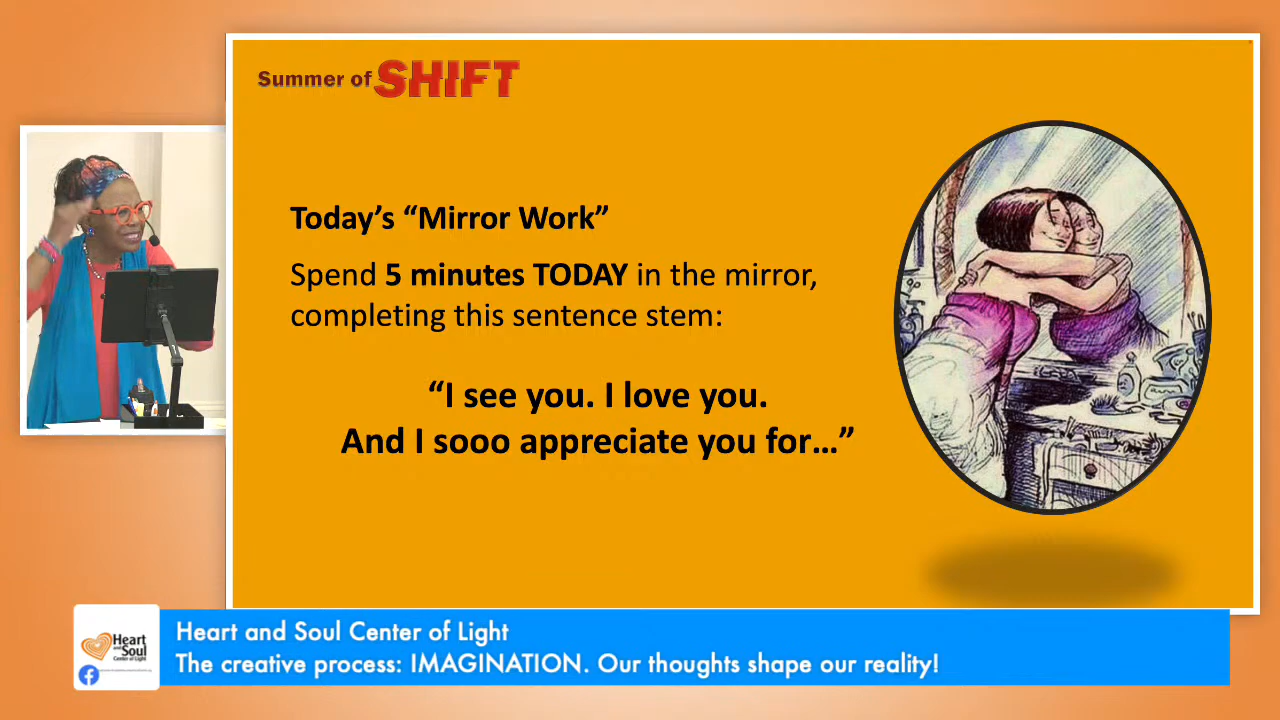 Summer of SHIFT
Today’s “Mirror Work”
Spend 5 minutes TODAY in the mirror,
completing this sentence stem:
“I see you. I love you.
And I sooo appreciate you for…”
Heart and Soul Center of Light
The creative process: IMAGINATION. Our thoughts shape our reality!
Heart
and
Soul
Center of Light